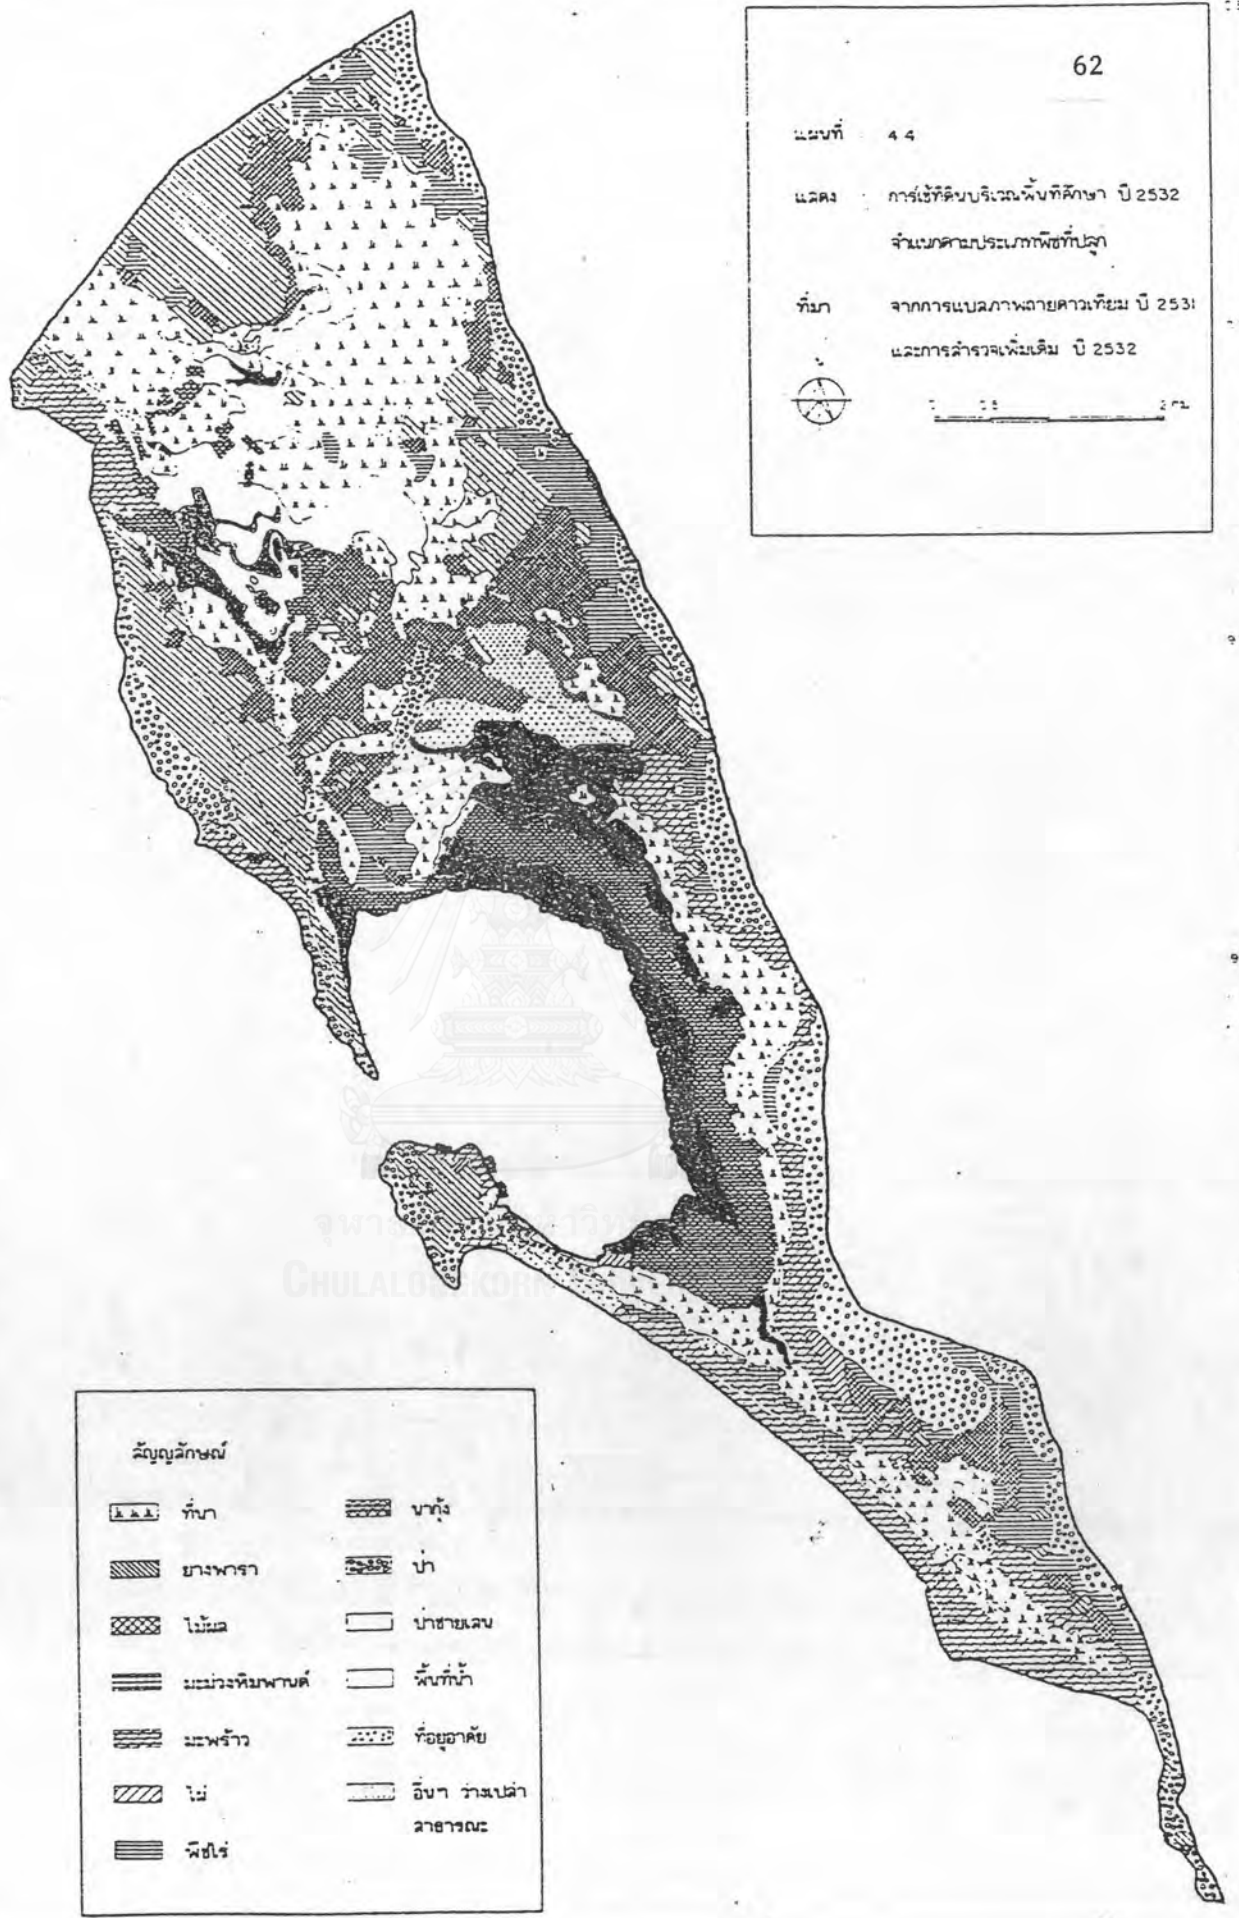 62
แผนที่ 4.4
แสดง การใช้ที่ดินบริเวณพื้นที่ศึกษา ปี 2532
จำแนกตามประเภทพืชที่ปลูก
ที่มา จากการแปลภาพถ่ายดาวเทียม ปี 2531
และการสำรวจเพิ่มเติม ปี 2532
CHULALONGKORN
สัญญลักษณ์
ที่นา
ยางพารา
ไม้ผล
มะม่วงหิมพานต์
มะพร้าว
ไผ่
พืชไร่
นากุ้ง
ป่า
ป่าชายเลน
พื้นที่น้ำ
ที่อยู่อาศัย
อื่นๆ ว่างเปล่า
สาธารณะ